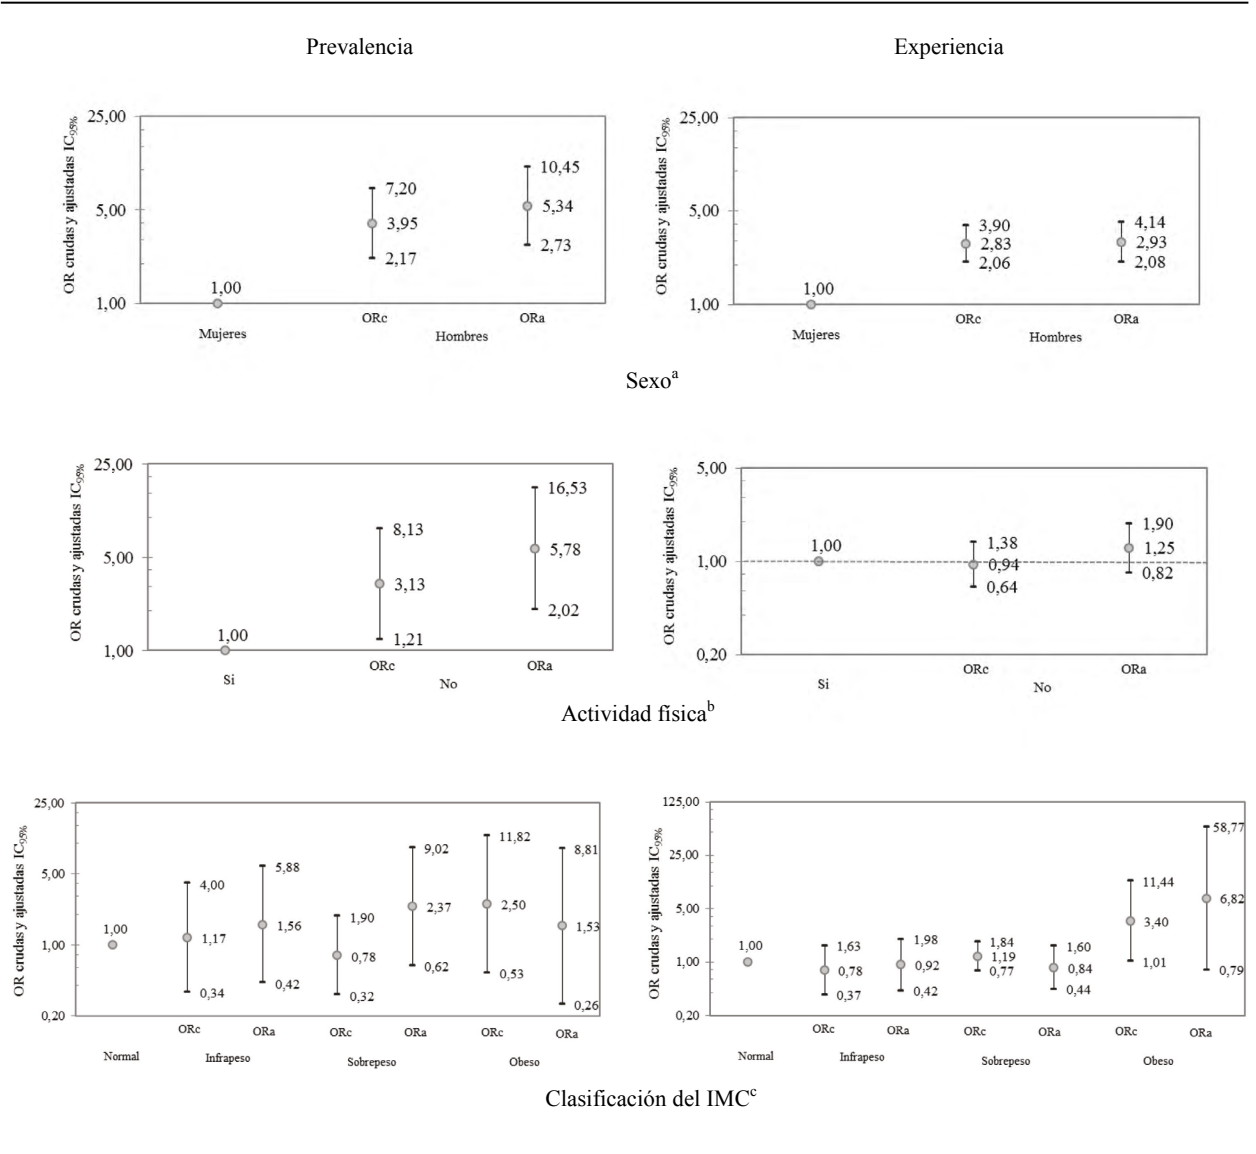 Prevalencia
Experiencia
OR crudas y ajustadas IC95%
25,00
5,00
1,00
1,00
7,20
3,95
2,17
10,45
5,34
2,73
ORc
ORa
Mujeres
Hombres
OR crudas y ajustadas IC95%
25,00
5,00
1,00
1,00
3,90
2,83
2,06
4,14
2,93
2,08
ORc
ORa
Mujeres
Hombres
Sexoa
OR crudas y ajustadas IC95%
25,00
5,00
1,00
1,00
8,13
3,13
1,21
16,53
5,78
2,02
ORc
ORa
Si
No
OR crudas y ajustadas IC95%
5,00
1,00
0,20
1,00
1,38
0,94
0,64
1,90
1,25
0,82
ORc
ORa
Si
No
Actividad físicab
OR crudas y ajustadas IC95%
25,00
5,00
1,00
0,20
1,00
4,00
1,17
0,34
5,88
1,56
0,42
1,90
0,78
0,32
9,02
2,37
0,62
11,82
2,50
0,53
8,81
1,53
0,26
ORc
ORa
ORc
ORa
ORc
ORa
Normal
Infrapeso
Sobrepeso
Obeso
OR crudas y ajustadas IC95%
125,00
25,00
5,00
1,00
0,20
1,00
1,63
0,78
0,37
1,98
0,92
0,42
1,84
1,19
0,77
1,60
0,84
0,44
11,44
3,40
1,01
58,77
6,82
0,79
ORc
ORa
ORc
ORa
ORc
ORa
Normal
Infrapeso
Sobrepeso
Obeso
Clasificación del IMCc